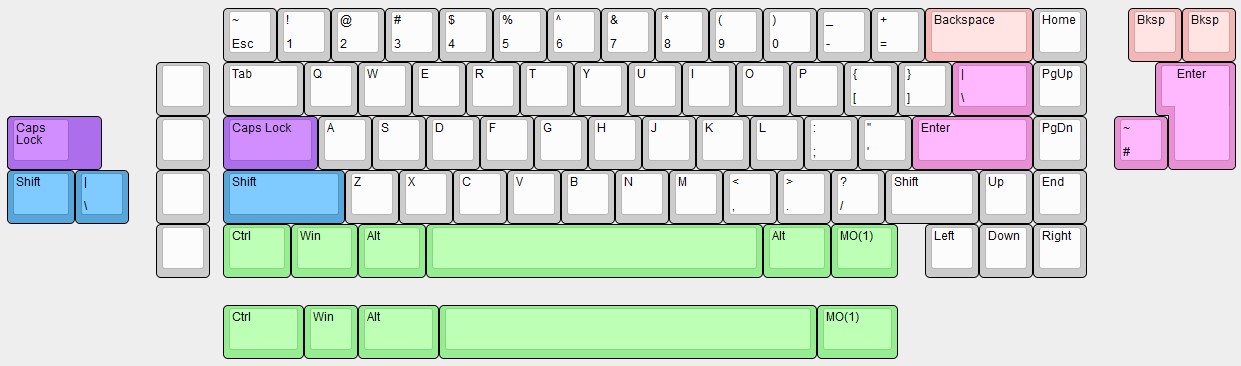 ~ ! @ # $ % ^ & * ( ) _ + Backspace Home Bksp Bksp
Esc 1 2 3 4 5 6 7 8 9 0 - =
Tab Q W E R T Y U I O P { } | PgUp Enter
[ ] \
Caps Lock Caps Lock A S D F G H J K L : " Enter PgDn ~
; ' #
Shift | Shift Z X C V B N M < > ? Shift Up End
\ , . /
Ctrl Win Alt Alt MO(1) Left Down Right
Ctrl Win Alt MO(1)